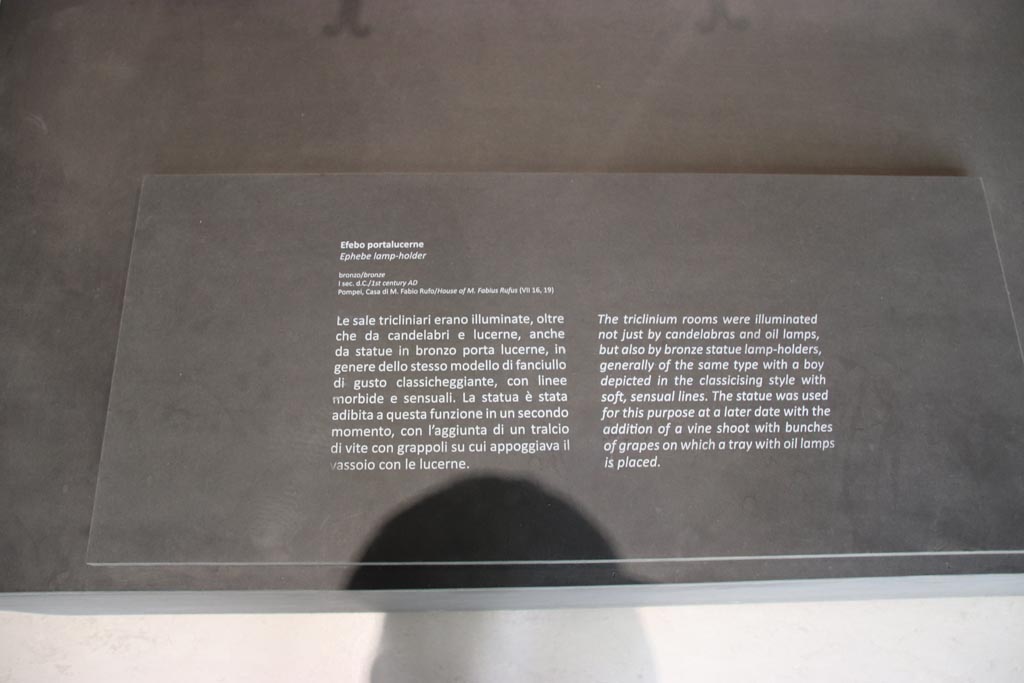 Efebo portalucerne
Ephebe lamp-holder
bronzo/bronze
I sec. d.C./1st century AD
Pompei, Casa di M. Fabio Rufo/House of M. Fabius Rufus (VII 16, 19)
Le sale tricliniari erano illuminate, oltre
che da candelabri e lucerne, anche
da statue in bronzo porta lucerne, in
genere dello stesso modello di fanciullo
di gusto classicheggiante, con linee
morbide e sensuali. La statua è stata
adibita a questa funzione in un secondo
momento, con l'aggiunta di un tralcio
di vite con grappoli su cui appoggiava il
vassoio con le lucerne.
The triclinium rooms were illuminated
not just by candelabras and oil lamps,
but also by bronze statue lamp-holders,
generally of the same type with a boy
depicted in the classicising style with
soft, sensual lines. The statue was used
for this purpose at a later date with the
addition of a vine shoot with bunches
of grapes on which a tray with oil lamps
is placed.